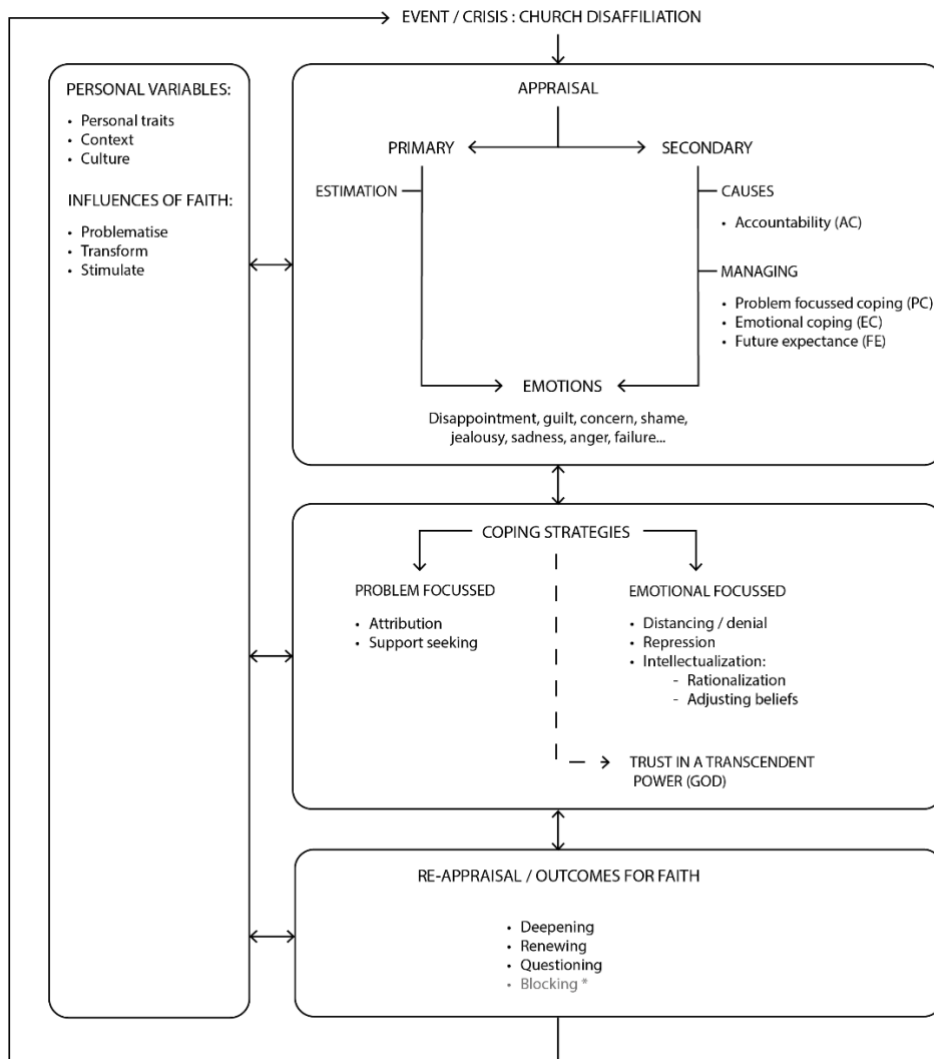 EVENT / CRISIS : CHURCH DISAFFILIATION
PERSONAL VARIABLES:
• Personal traits
• Context
• Culture
INFLUENCES OF FAITH:
• Problematise
• Transform
• Stimulate
APPRAISAL
PRIMARY
SECONDARY
ESTIMATION
CAUSES
• Accountability (AC)
MANAGING
• Problem focussed coping (PC)
• Emotional coping (EC)
• Future expectance (FE)
EMOTIONS
Disappointment, guilt, concern, shame,
jealousy, sadness, anger, failure...
COPING STRATEGIES
PROBLEM FOCUSSED
• Attribution
• Support seeking
EMOTIONAL FOCUSSED
• Distancing / denial
• Repression
• Intellectualization:
- Rationalization
- Adjusting beliefs
TRUST IN A TRANSCENDENT
POWER (GOD)
RE-APPRAISAL / OUTCOMES FOR FAITH
• Deepening
• Renewing
• Questioning
• Blocking *